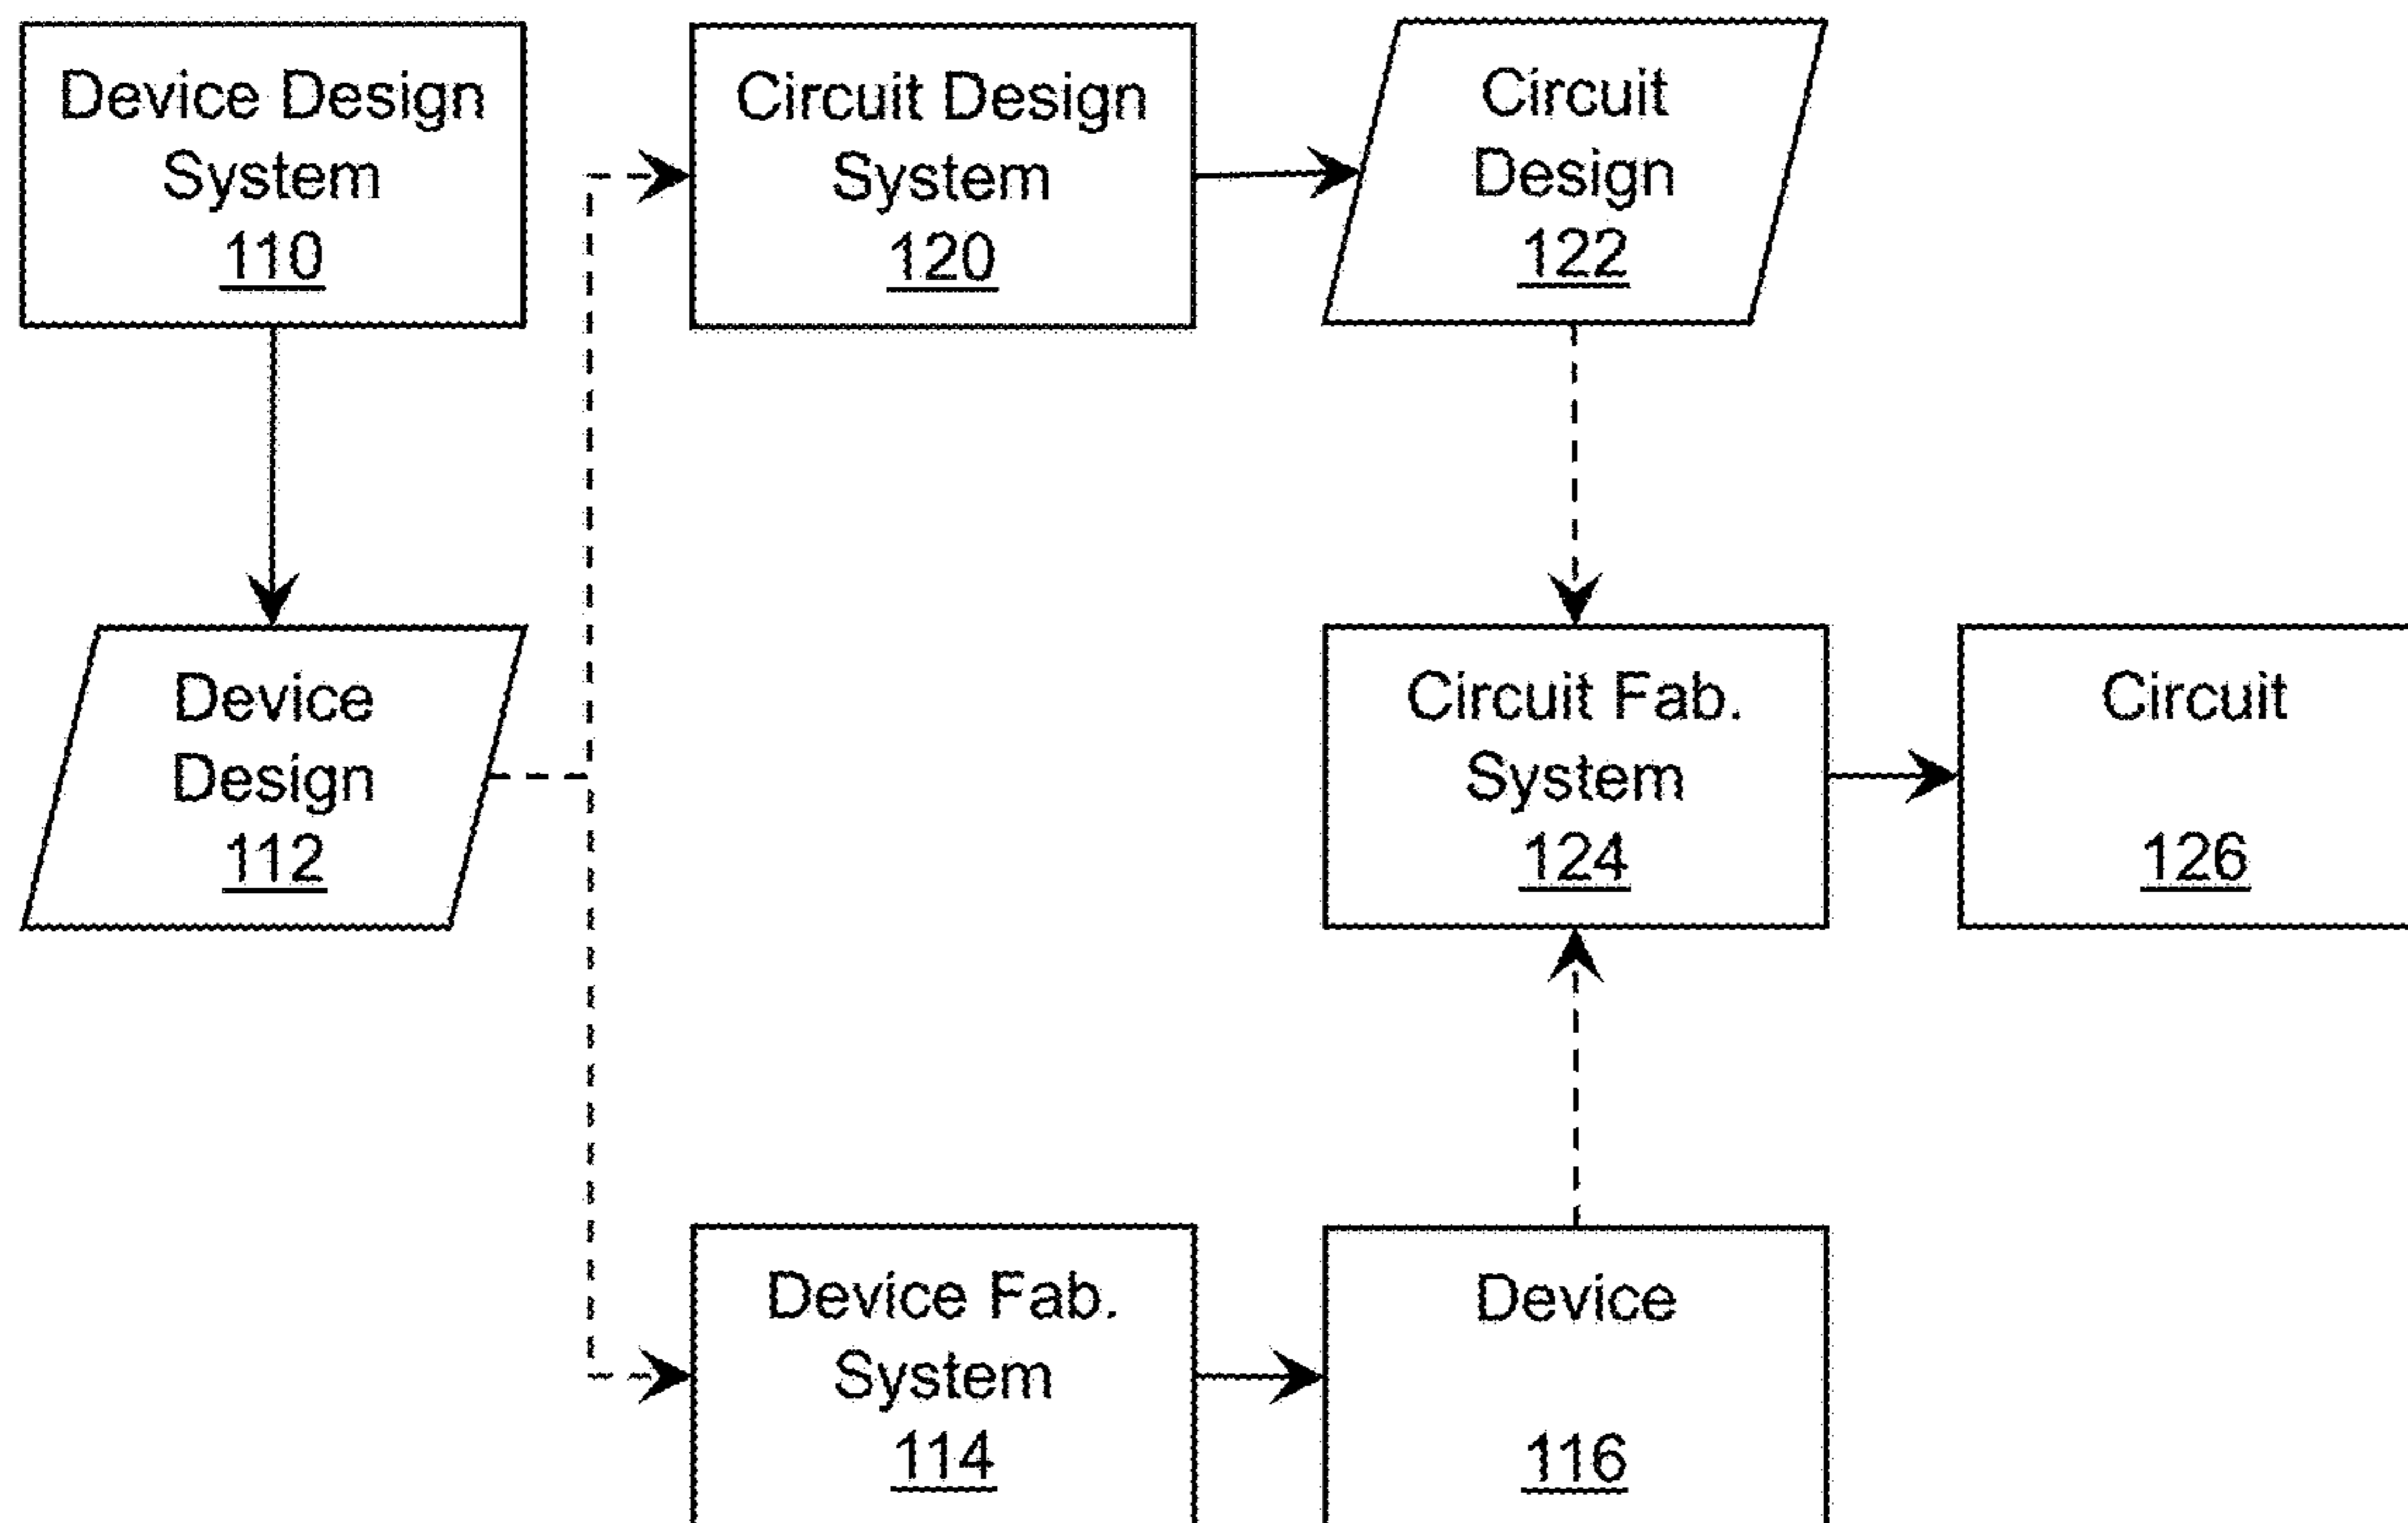 Device Design
System
110
Circuit Design
System
120
Circuit
Design
122
Device
Design
112
Circuit Fab.
System
124
Circuit
126
Device Fab.
System
114
Device
116